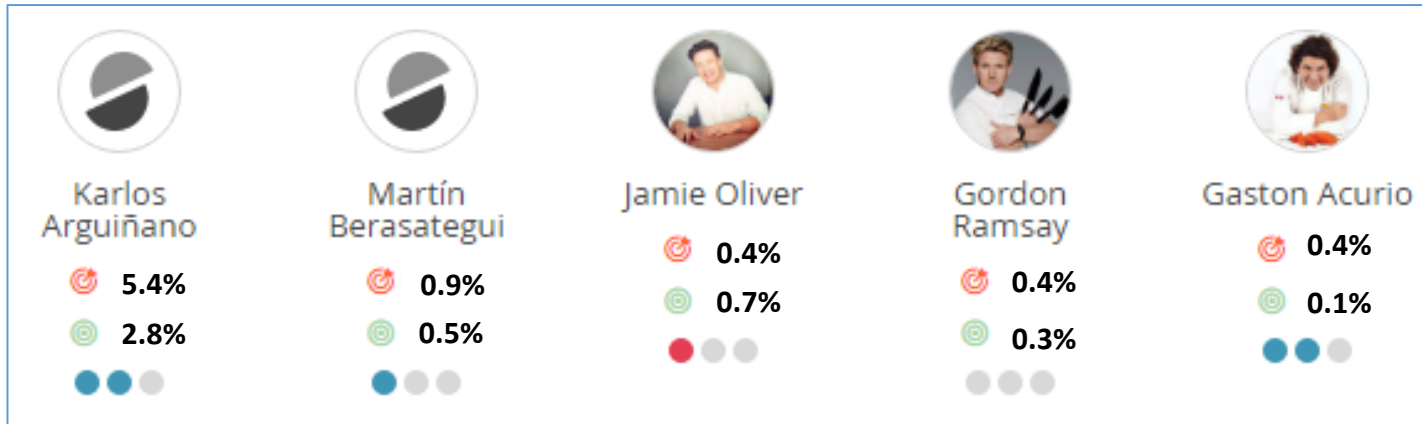 Karlos
Arguiñano
5.4%
2.8%
Martín
Berasategui
0.9%
0.5%
Jamie Oliver
0.4%
0.7%
Gordon
Ramsay
0.4%
0.3%
Gaston Acurio
0.4%
0.1%